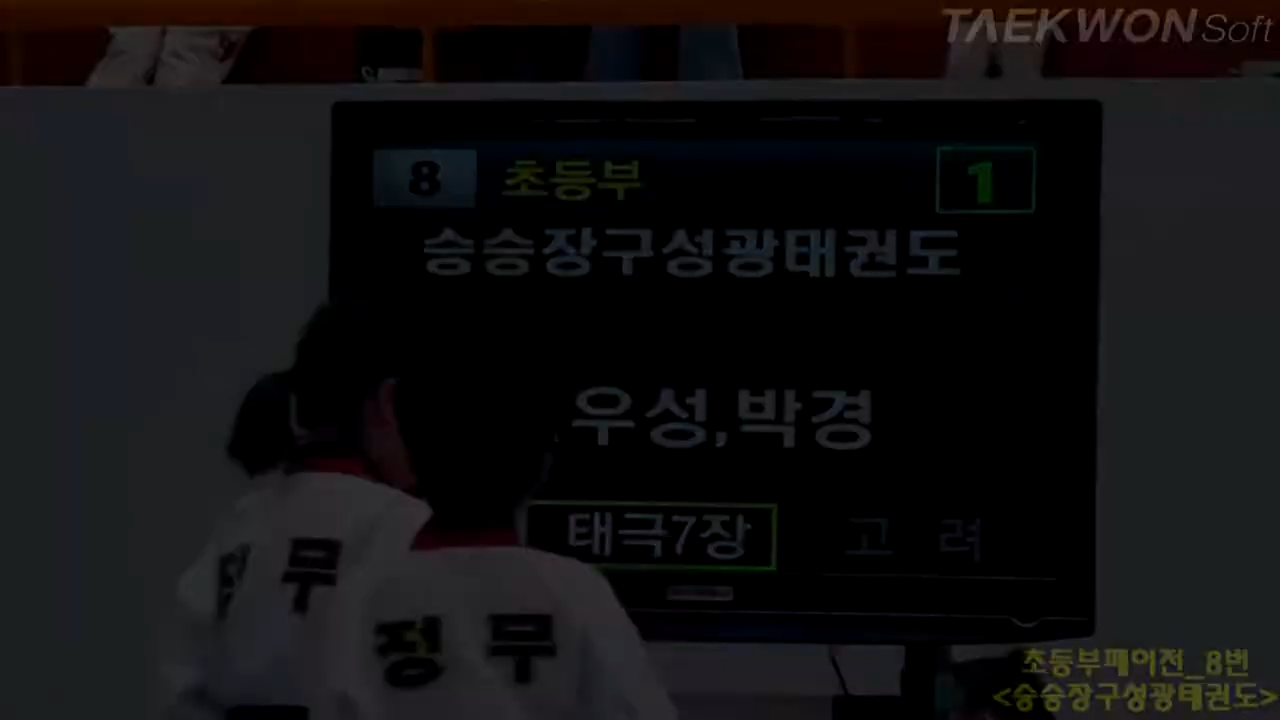 TAEKWON Soft
8 초등부 1
승승장구성광태권도
우성,박경
태극7장 고 려
무
정 무
초등부페어전_8번
<승승장구성광태권도>